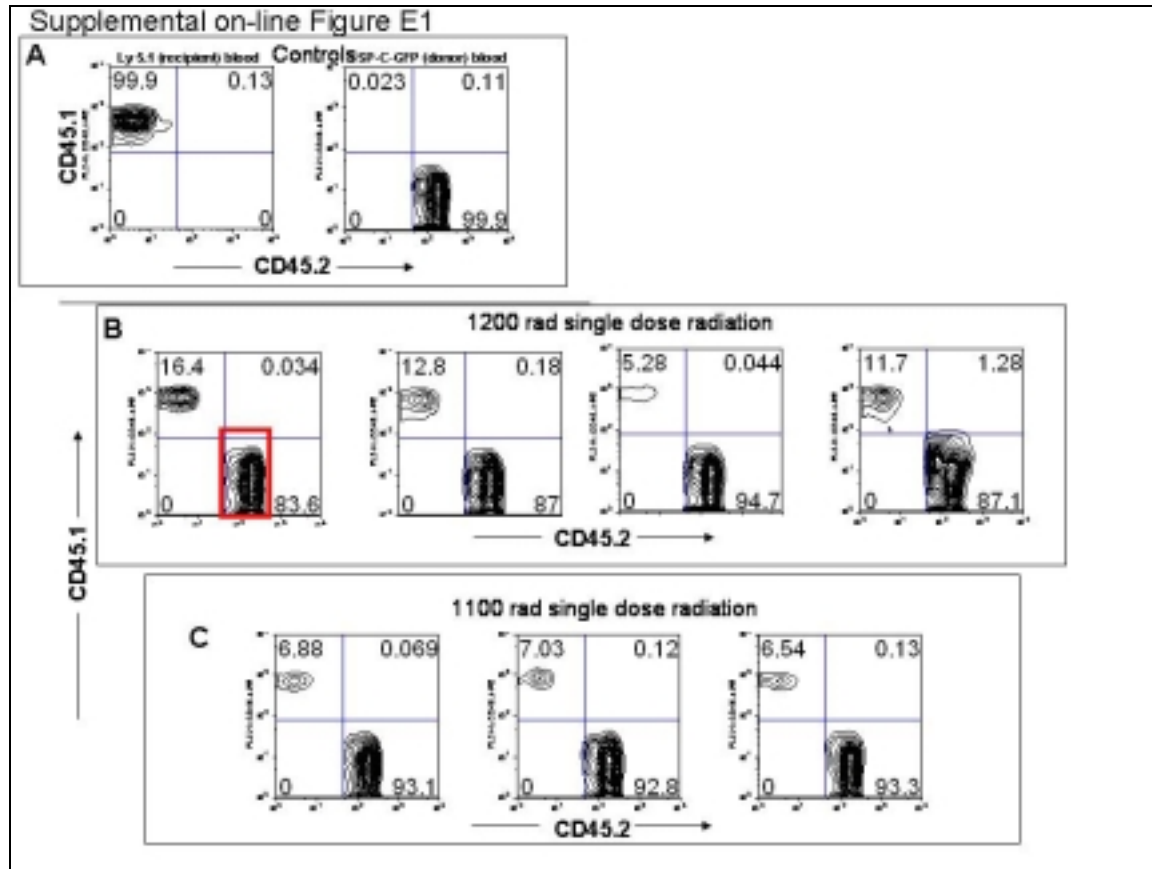 Supplemental on-line Figure E1
A
Controls
Ly 5.1 (recipient) blood
SP-C-GFP (donor) blood
99.9 0.13
0 0
0.023 0.11
0 99.9
CD45.1
CD45.2
B
1200 rad single dose radiation
16.4 0.034
0 83.6
12.8 0.18
0 87
5.28 0.044
0 94.7
11.7 1.28
0 87.1
CD45.2
CD45.1
C
1100 rad single dose radiation
6.88 0.069
0 93.1
7.03 0.12
0 92.8
6.54 0.13
0 93.3
CD45.2